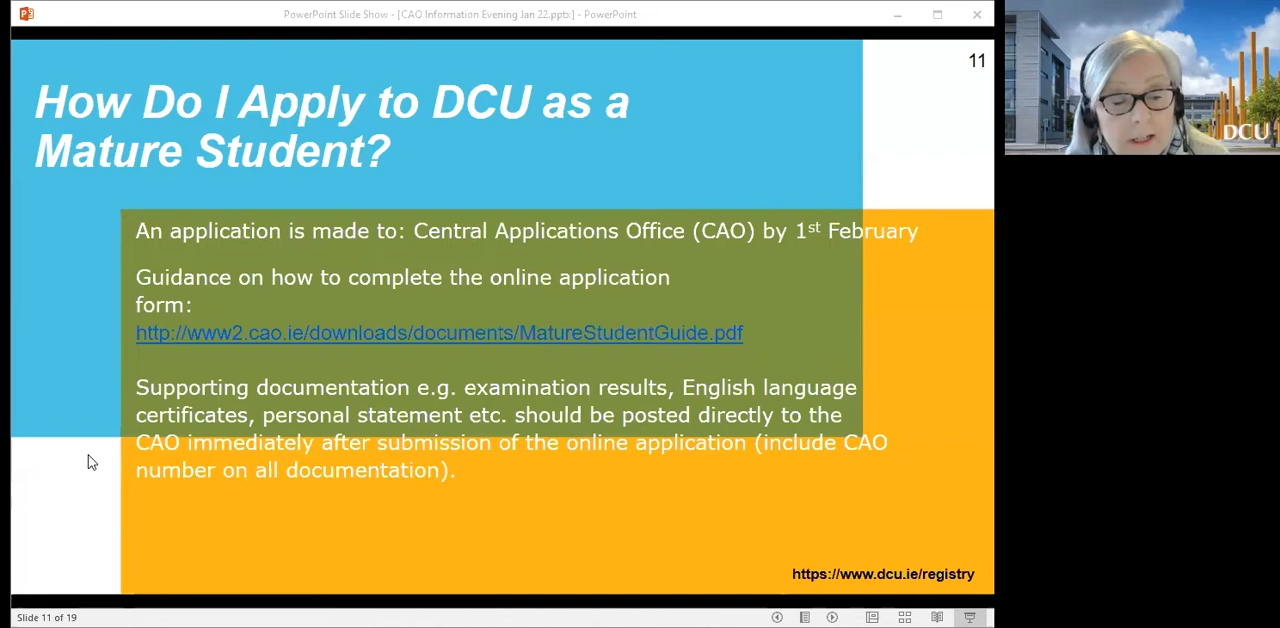 PowerPoint Slide Show - [CAO Information Evening Jan 22.pptx] - PowerPoint
11
How Do I Apply to DCU as a
Mature Student?
An application is made to: Central Applications Office (CAO) by 1st February
Guidance on how to complete the online application
form:
http://www2.cao.ie/downloads/documents/MatureStudentGuide.pdf
Supporting documentation e.g. examination results, English language
certificates, personal statement etc. should be posted directly to the
CAO immediately after submission of the online application (include CAO
number on all documentation).
https://www.dcu.ie/registry
Slide 11 of 19
DCU